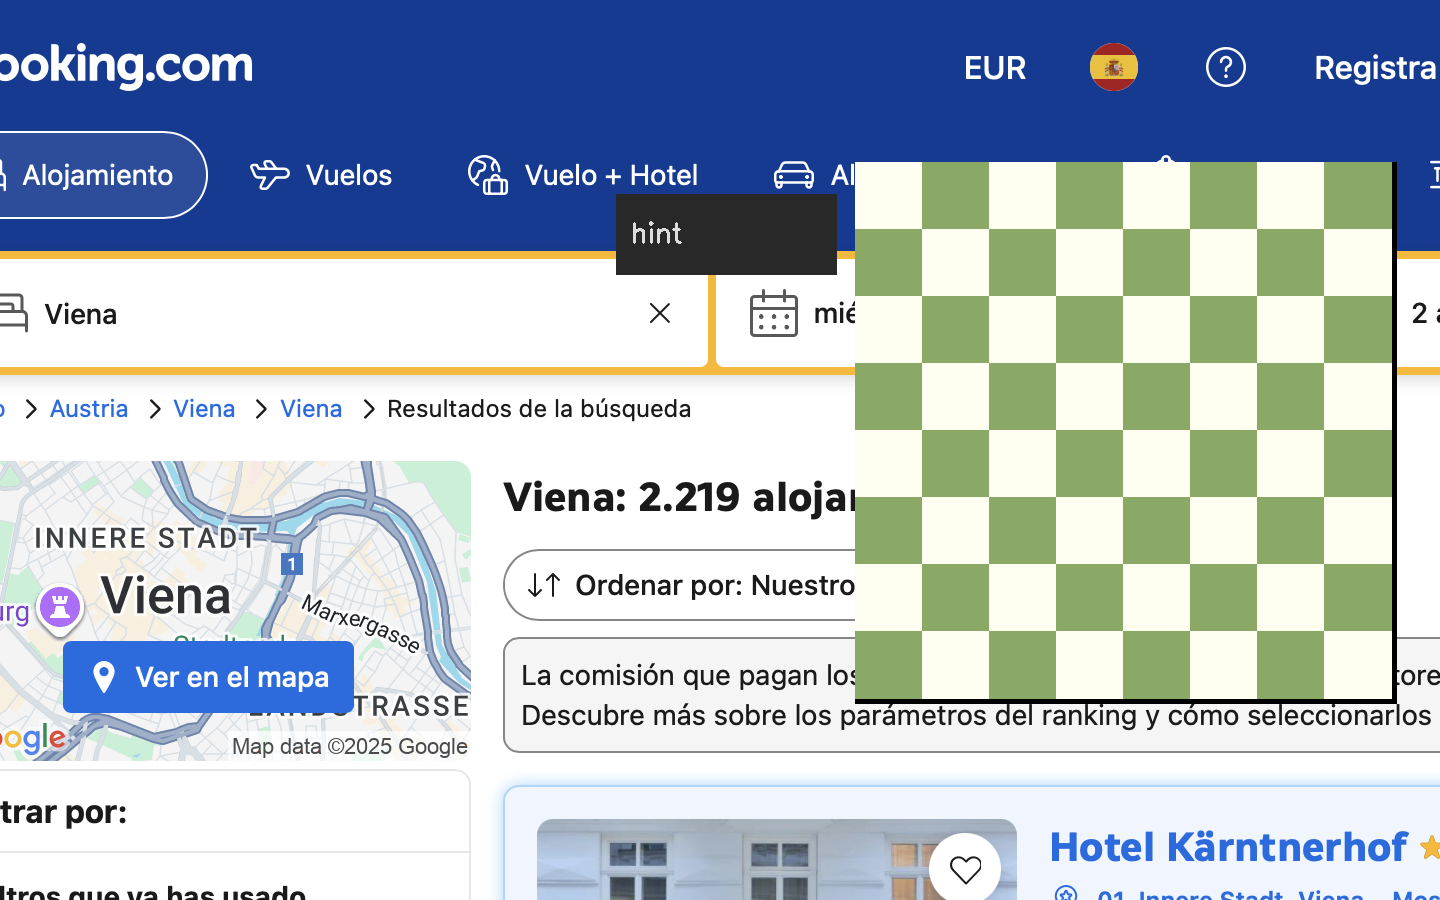 ooking.com
EUR
Registra
Alojamiento
Vuelos
Vuelo + Hotel
Al
hint
Viena
mié
2 a
Austria
Viena
Viena
Resultados de la búsqueda
INNERE STADT
1
Viena
Marxergasse
urg
Ver en el mapa
LANDSTRASSE
ogle
Map data ©2025 Google
Viena: 2.219 alojar
Ordenar por: Nuestro
La comisión que pagan los
tore
Descubre más sobre los parámetros del ranking y cómo seleccionarlos
trar por:
ltros que ya has usado
Hotel Kärntnerhof
01. Innere Stadt, Viena
Mos